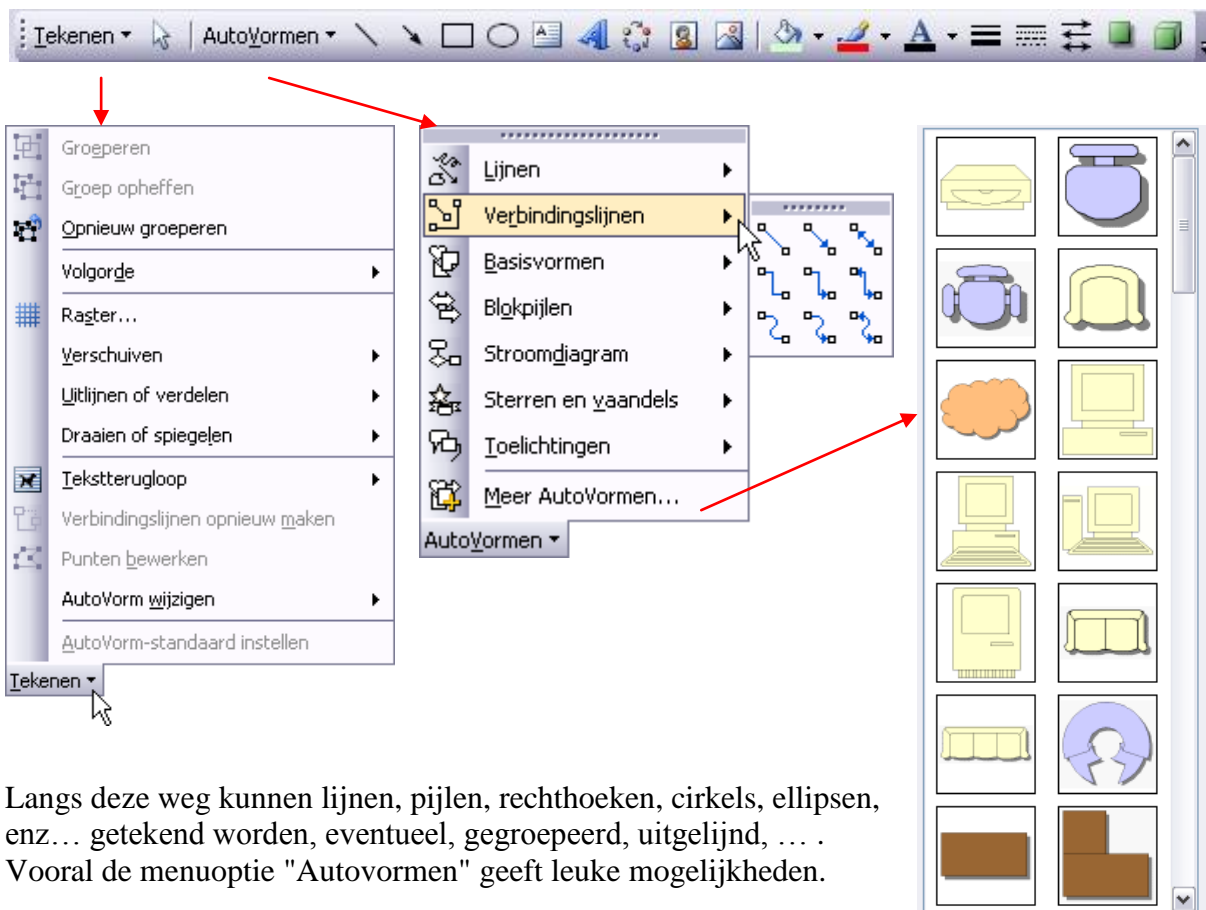 Tekenen AutoVormen
Groeperen
Groep opheffen
Opnieuw groeperen
Volgorde
Raster...
Verschuiven
Uitlijnen of verdelen
Draaien of spiegelen
Tekstterugloop
Verbindingslijnen opnieuw maken
Punten bewerken
AutoVorm wijzigen
AutoVorm-standaard instellen
Tekenen
Lijnen
Verbindingslijnen
Basisvormen
Blokpijlen
Stroomdiagram
Sterren en vaandels
Toelichtingen
Meer AutoVormen...
AutoVormen
Langs deze weg kunnen lijnen, pijlen, rechthoeken, cirkels, ellipsen,
enz… getekend worden, eventueel, gegroepeerd, uitgelijnd, … .
Vooral de menuoptie "Autovormen" geeft leuke mogelijkheden.